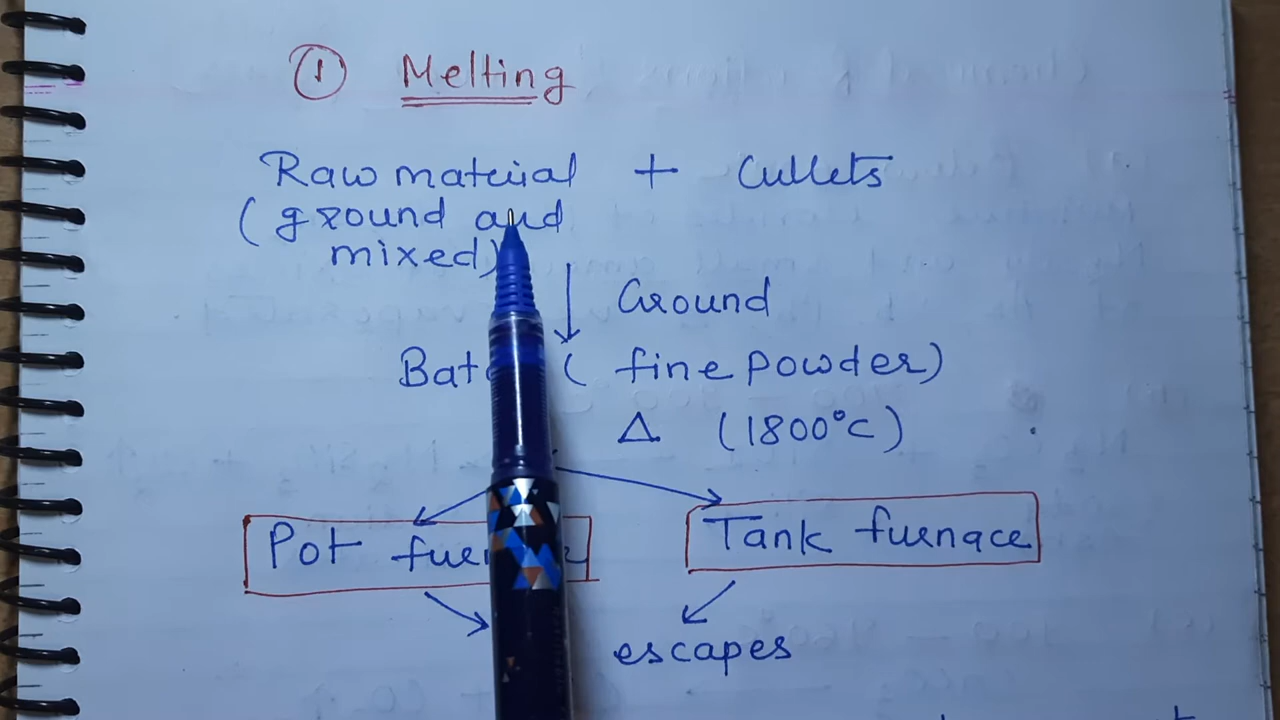 ① Melting
Raw material + Cullets
(ground and
mixed)
Ground
(fine powder)
Δ (1800°C)
Pot
Tank furnace
escapes